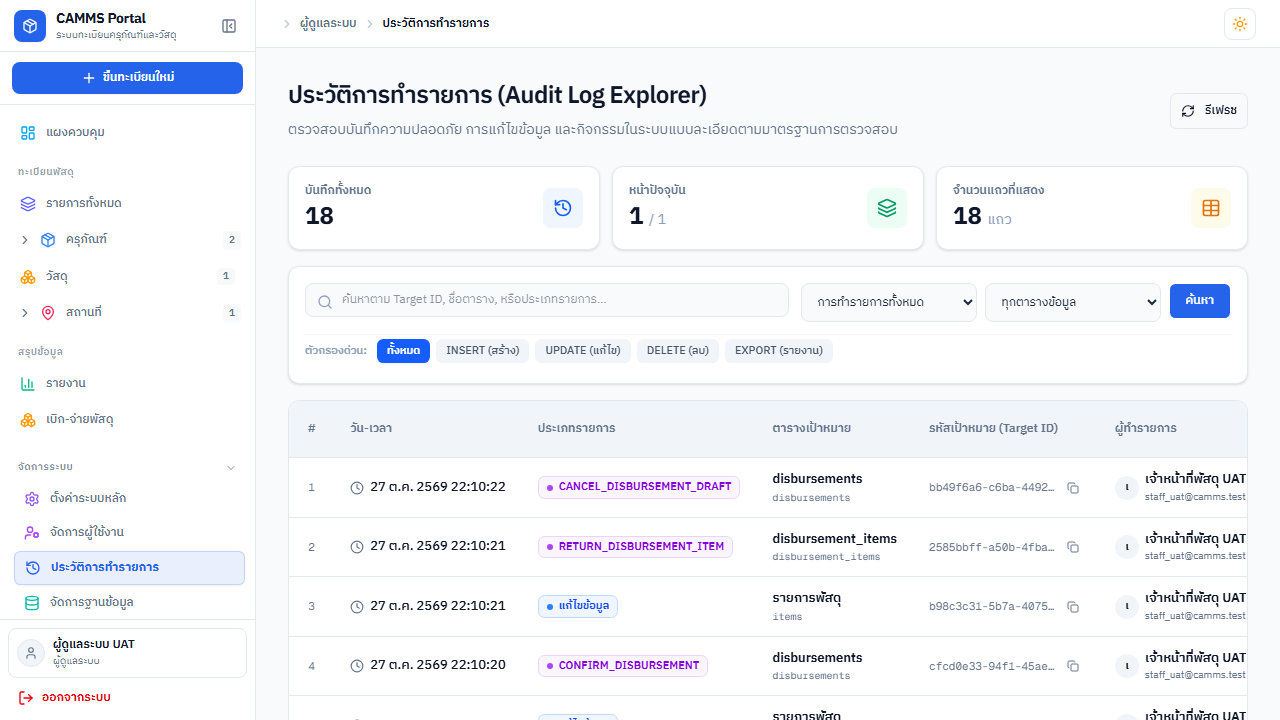 CAMMS Portal
ระบบทะเบียนครุภัณฑ์และวัสดุ
ขึ้นทะเบียนใหม่
แผงควบคุม
ทะเบียนพัสดุ
รายการทั้งหมด
ครุภัณฑ์ 2
วัสดุ 1
สถานที่ 1
สรุปข้อมูล
รายงาน
เบิก-จ่ายพัสดุ
จัดการระบบ
ตั้งค่าระบบหลัก
จัดการผู้ใช้งาน
ประวัติการทำรายการ
จัดการฐานข้อมูล
ผู้ดูแลระบบ UAT
ผู้ดูแลระบบ
ออกจากระบบ
ผู้ดูแลระบบ ประวัติการทำรายการ
ประวัติการทำรายการ (Audit Log Explorer)
ตรวจสอบบันทึกความปลอดภัย การแก้ไขข้อมูล และกิจกรรมในระบบแบบละเอียดตามมาตรฐานการตรวจสอบ
รีเฟรช
บันทึกทั้งหมด
18
หน้าปัจจุบัน
1 / 1
จำนวนแถวที่แสดง
18 แถว
ค้นหาตาม Target ID, ชื่อตาราง, หรือประเภทรายการ...
การทำรายการทั้งหมด
ทุกตารางข้อมูล
ค้นหา
ตัวกรองด่วน: ทั้งหมด INSERT (สร้าง) UPDATE (แก้ไข) DELETE (ลบ) EXPORT (รายงาน)
# วัน-เวลา ประเภทรายการ ตารางเป้าหมาย รหัสเป้าหมาย (Target ID) ผู้ทำรายการ
1 27 ต.ค. 2569 22:10:22 CANCEL_DISBURSEMENT_DRAFT disbursements bb49f6a6-c6ba-4492… เ เจ้าหน้าที่พัสดุ UAT
disbursements staff_uat@camms.test
2 27 ต.ค. 2569 22:10:21 RETURN_DISBURSEMENT_ITEM disbursement_items 2585bbff-a50b-4fba… เ เจ้าหน้าที่พัสดุ UAT
disbursement_items staff_uat@camms.test
3 27 ต.ค. 2569 22:10:21 แก้ไขข้อมูล รายการพัสดุ b98c3c31-5b7a-4075… เ เจ้าหน้าที่พัสดุ UAT
items staff_uat@camms.test
4 27 ต.ค. 2569 22:10:20 CONFIRM_DISBURSEMENT disbursements cfcd0e33-94f1-45ae… เ เจ้าหน้าที่พัสดุ UAT
disbursements staff_uat@camms.test
แก้ไขข้อมูล รายการพัสดุ เจ้าหน้าที่พัสดุ UAT